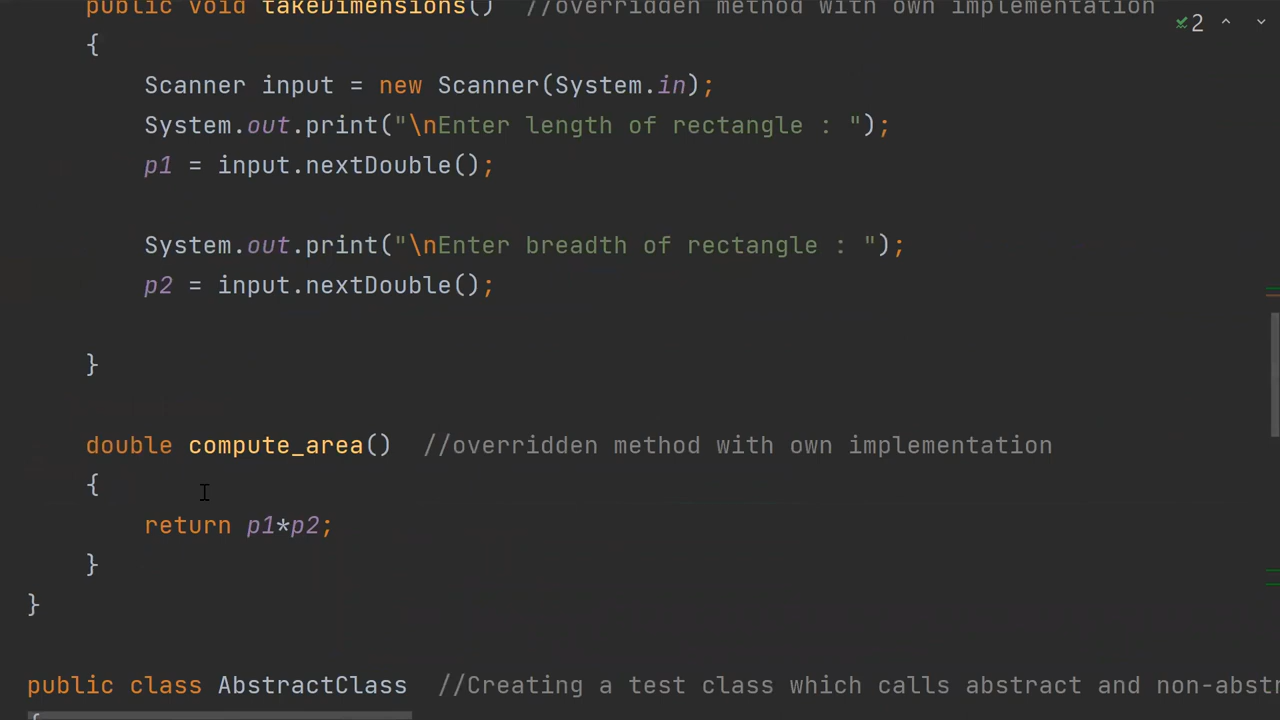 public void takeDimensions()  //overridden method with own implementation
2
{
Scanner input = new Scanner(System.in);
System.out.print("\nEnter length of rectangle : ");
p1 = input.nextDouble();
System.out.print("\nEnter breadth of rectangle : ");
p2 = input.nextDouble();
}
double compute_area()  //overridden method with own implementation
{
return p1*p2;
}
}
public class AbstractClass  //Creating a test class which calls abstract and non-abstr
{